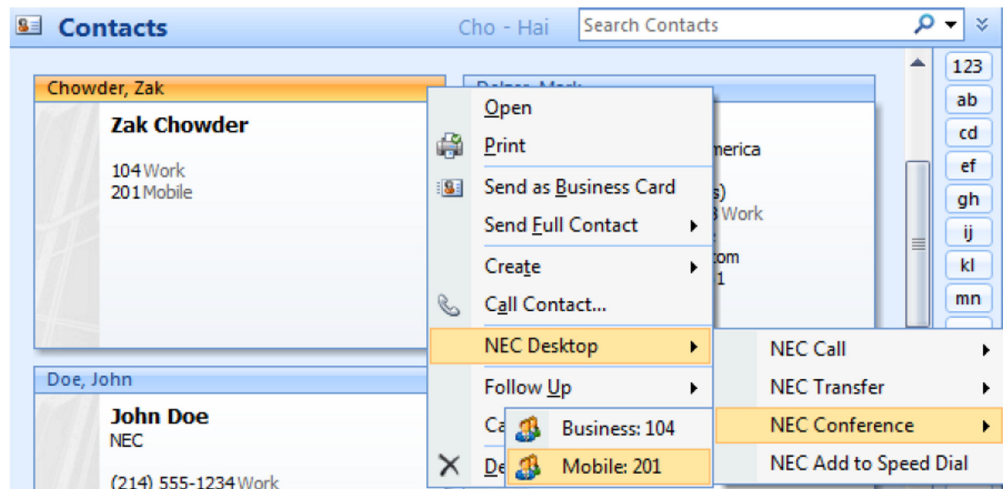 Contacts
Cho - Hai
Search Contacts
123
ab
cd
ef
gh
ij
kl
mn
Chowder, Zak
Zak Chowder
104 Work
201 Mobile
Mark
Work
1
Open
Print
Send as Business Card
Send Full Contact
Create
Call Contact...
NEC Desktop
Follow Up
NEC Call
NEC Transfer
NEC Conference
NEC Add to Speed Dial
Business: 104
Mobile: 201
Doe, John
John Doe
NEC
(214) 555-1234 Work